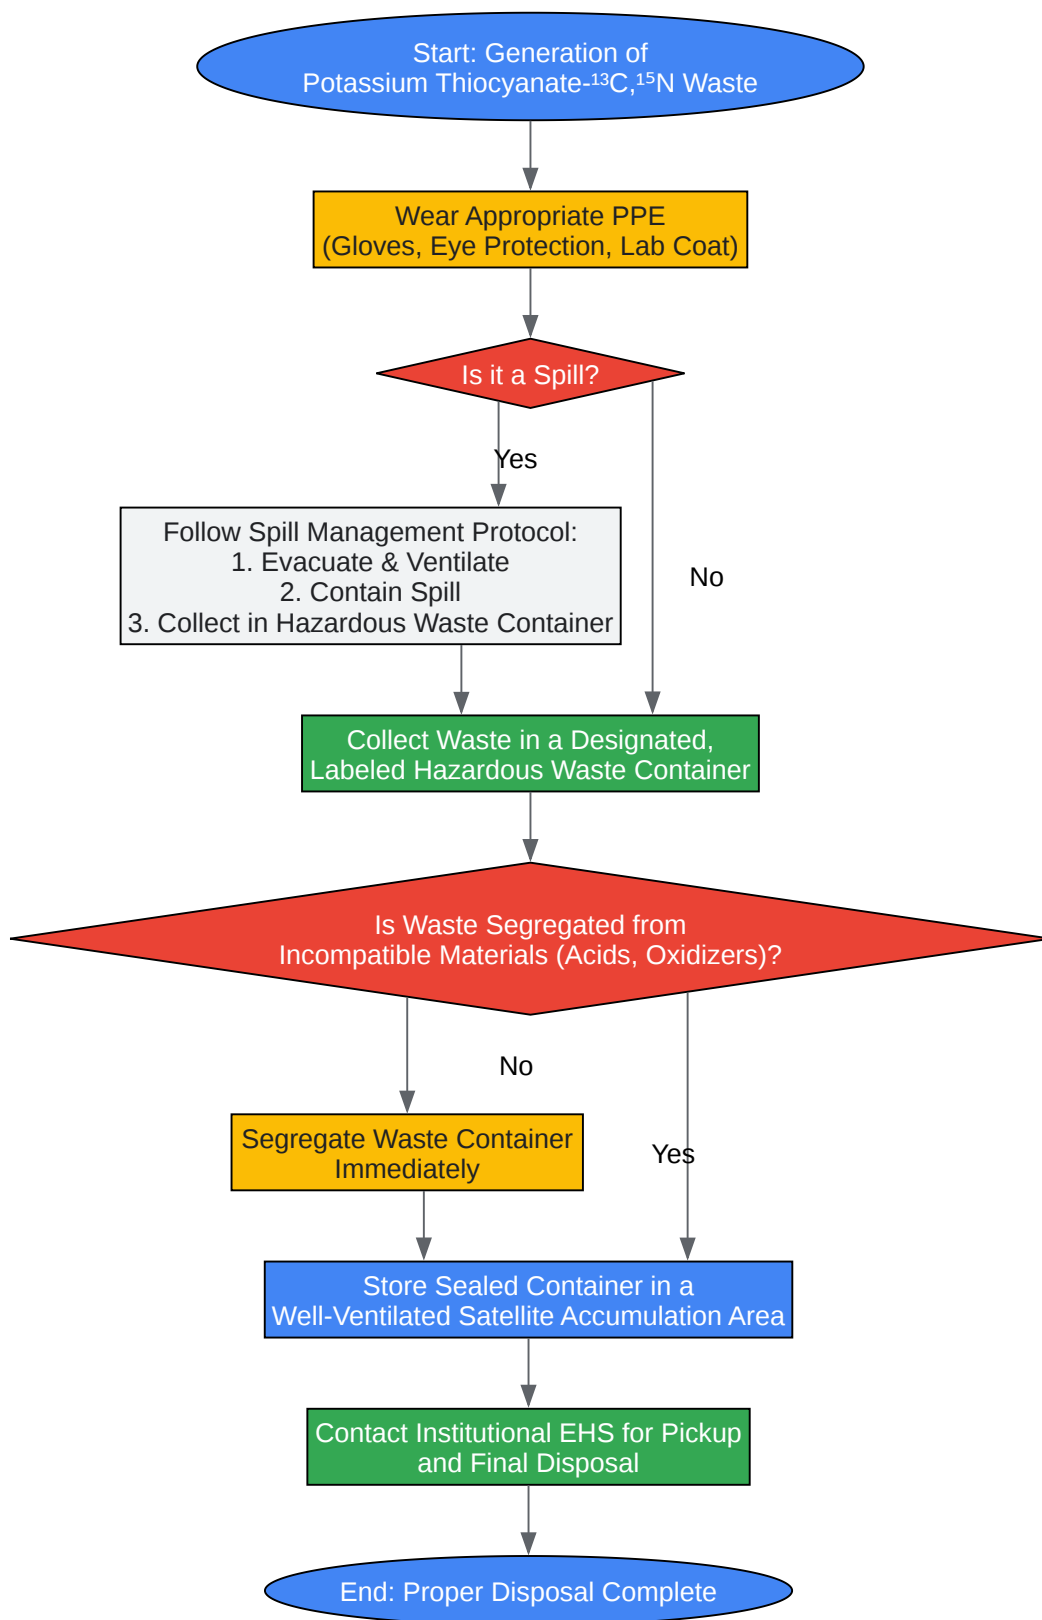 Start: Generation of
Potassium Thiocyanate-¹³C,¹⁵N Waste
Wear Appropriate PPE
(Gloves, Eye Protection, Lab Coat)
Is it a Spill?
Yes
Follow Spill Management Protocol:
1. Evacuate & Ventilate
2. Contain Spill
3. Collect in Hazardous Waste Container
No
Collect Waste in a Designated,
Labeled Hazardous Waste Container
Is Waste Segregated from
Incompatible Materials (Acids, Oxidizers)?
No
Segregate Waste Container
Immediately
Yes
Store Sealed Container in a
Well-Ventilated Satellite Accumulation Area
Contact Institutional EHS for Pickup
and Final Disposal
End: Proper Disposal Complete